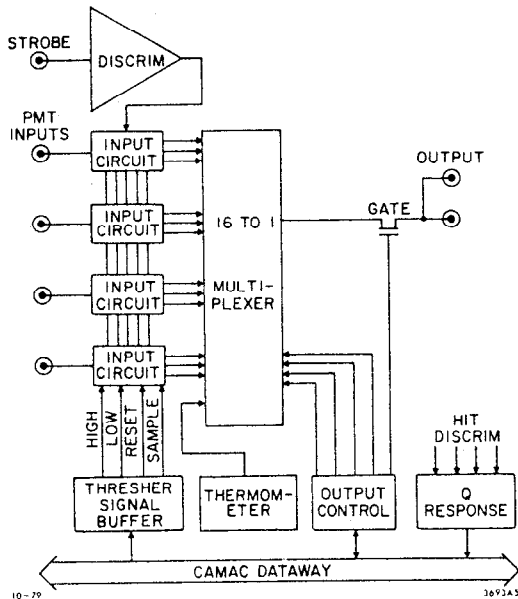 STROBE
DISCRIM
PMT
INPUTS
INPUT
CIRCUIT
INPUT
CIRCUIT
INPUT
CIRCUIT
INPUT
CIRCUIT
16 TO 1
MULTI-
PLEXER
GATE
OUTPUT
HIGH
LOW
RESET
SAMPLE
HIT
DISCRIM
THRESHER
SIGNAL
BUFFER
THERMOM-
ETER
OUTPUT
CONTROL
Q
RESPONSE
CAMAC DATAWAY
10-79
3693A5